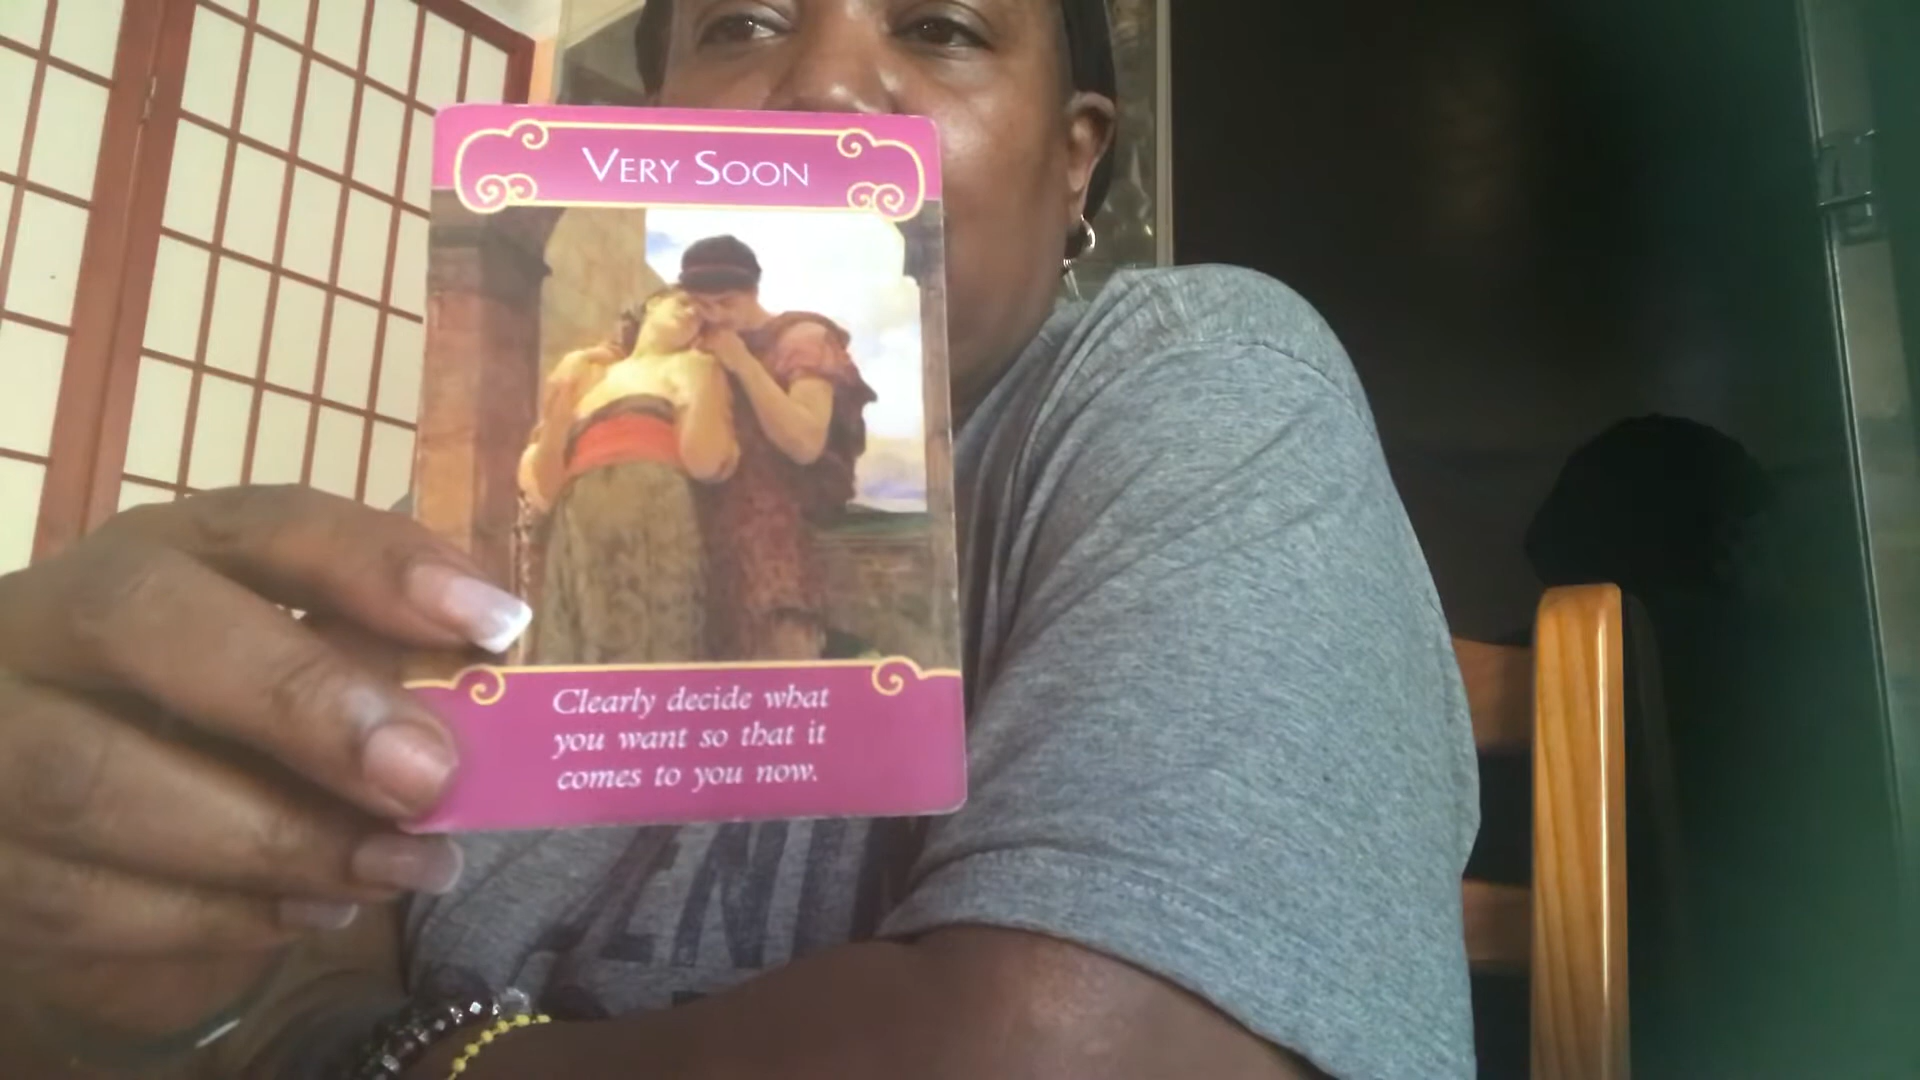 VERY SOON
Clearly decide what
you want so that it
comes to you now.